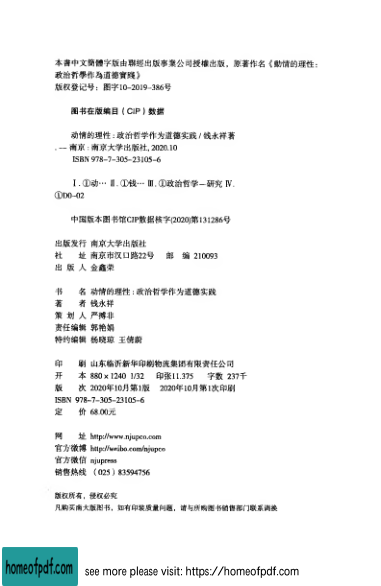 本書中文簡體字版由聯經出版事業公司授權出版，原著作名《動情的理性：
政治哲學作為道德實踐》
版权登记号：图字10-2019-386号
图书在版编目（CIP）数据
动情的理性：政治哲学作为道德实践 / 钱永祥著
. — 南京：南京大学出版社，2020.10
ISBN 978-7-305-23105-6
Ⅰ. ①动… Ⅱ. ①钱… Ⅲ. ①政治哲学—研究 Ⅳ.
①D0-02
中国版本图书馆CIP数据核字(2020)第131286号
出版发行 南京大学出版社
社 址 南京市汉口路22号 邮 编 210093
出 版 人 金鑫荣
书 名 动情的理性：政治哲学作为道德实践
著 者 钱永祥
策 划 人 严搏非
责任编辑 郭艳娟
特约编辑 杨晓琼 王倩蔚
印 刷 山东临沂新华印刷物流集团有限责任公司
开 本 880×1240 1/32 印张11.375 字数 237千
版 次 2020年10月第1版 2020年10月第1次印刷
ISBN 978-7-305-23105-6
定 价 68.00元
网 址 http://www.njupco.com
官方微博 http://weibo.com/njupco
官方微信 njupress
销售热线 （025）83594756
版权所有，侵权必究
凡购买南大版图书，如有印装质量问题，请与所购图书销售部门联系调换
homeofpdf.com
see more please visit: https://homeofpdf.com